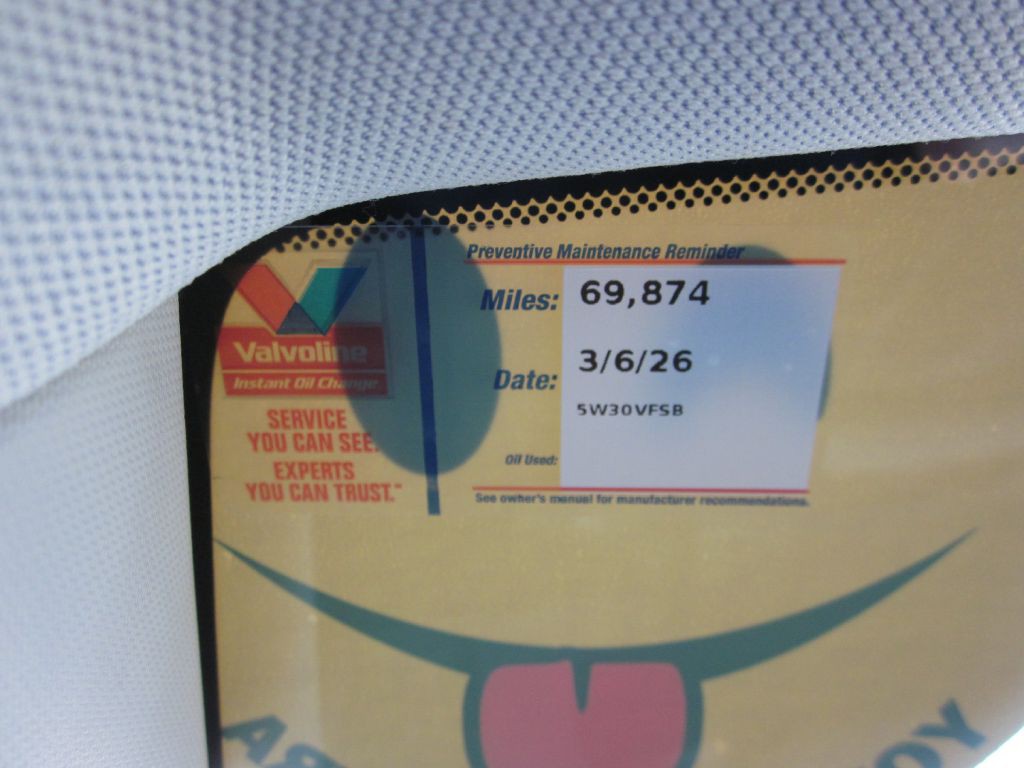 Preventive Maintenance Reminder
Miles: 69,874
Date: 3/6/26
5W30VFSB
Oil Used:
See owner's manual for manufacturer recommendations.
Valvoline
Instant Oil Change
SERVICE
YOU CAN SEE.
EXPERTS
YOU CAN TRUST.™